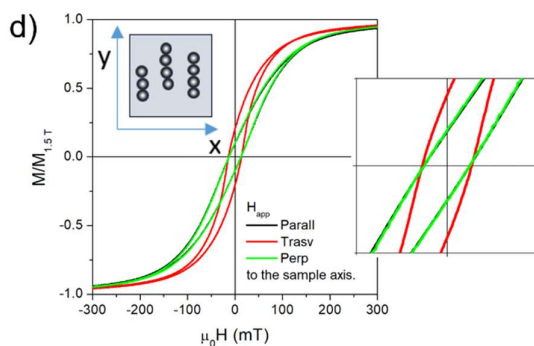 d)
1.0
y
0.5
x
M/M1.5 T
0.0
Happ
Parall
Trasv
-0.5
Perp
to the sample axis.
-1.0
-300 -200 -100 0 100 200 300
μ0H (mT)